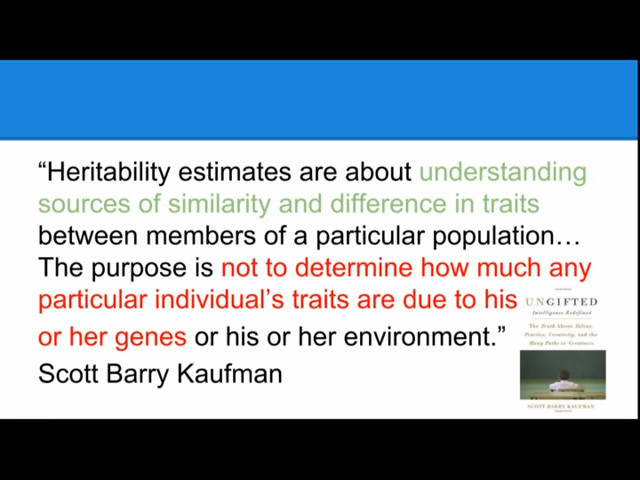 “Heritability estimates are about understanding
sources of similarity and difference in traits
between members of a particular population…
The purpose is not to determine how much any
particular individual’s traits are due to his
or her genes or his or her environment.”
Scott Barry Kaufman
UNGIFTED
Intelligence Redefined
The Truth About Talent,
Practice, Creativity, and the
Many Paths to Greatness
SCOTT BARRY KAUFMAN